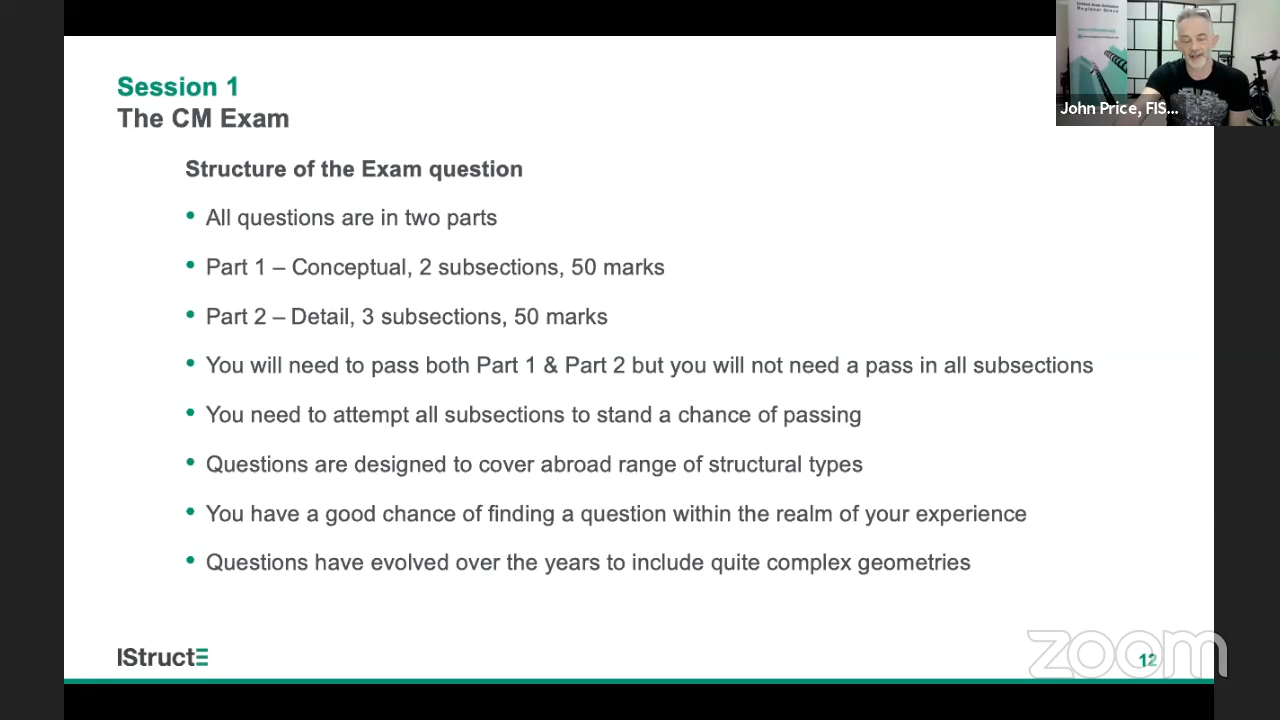 United Arab Emirates
Regional Group
John Price, FIS...
Session 1
The CM Exam
Structure of the Exam question
• All questions are in two parts
• Part 1 – Conceptual, 2 subsections, 50 marks
• Part 2 – Detail, 3 subsections, 50 marks
• You will need to pass both Part 1 & Part 2 but you will not need a pass in all subsections
• You need to attempt all subsections to stand a chance of passing
• Questions are designed to cover abroad range of structural types
• You have a good chance of finding a question within the realm of your experience
• Questions have evolved over the years to include quite complex geometries
IStructE
12
zoom